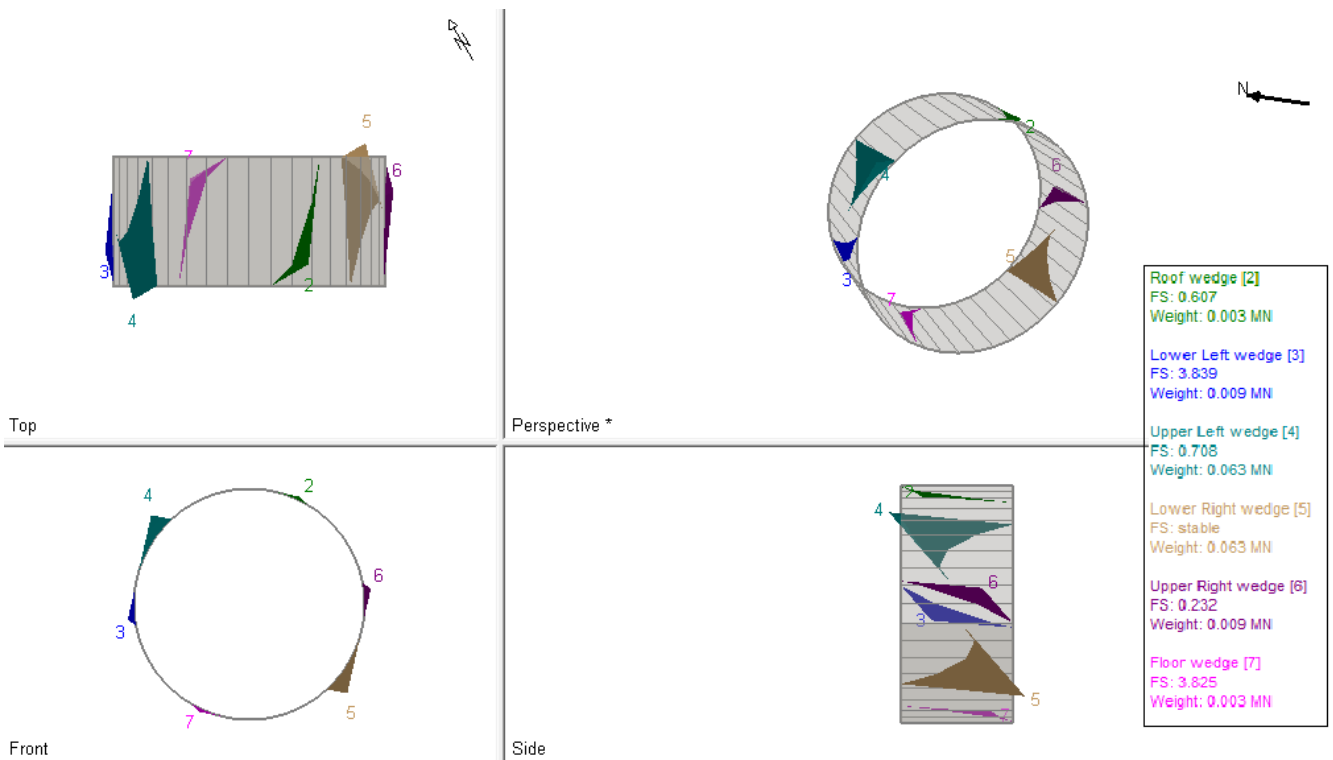 N
5
7
6
3
2
4
Top
N
2
4
6
5
3
7
Perspective *
Roof wedge [2]
FS: 0.607
Weight: 0.003 MN
Lower Left wedge [3]
FS: 3.839
Weight: 0.009 MN
Upper Left wedge [4]
FS: 0.708
Weight: 0.063 MN
Lower Right wedge [5]
FS: stable
Weight: 0.063 MN
Upper Right wedge [6]
FS: 0.232
Weight: 0.009 MN
Floor wedge [7]
FS: 3.825
Weight: 0.003 MN
2
4
6
3
5
7
Front
2
4
6
3
5
7
Side